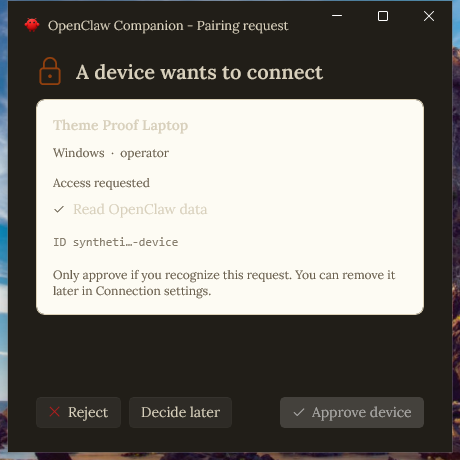 OpenClaw Companion - Pairing request
A device wants to connect
Theme Proof Laptop
Windows · operator
Access requested
Read OpenClaw data
ID syntheti…-device
Only approve if you recognize this request. You can remove it
later in Connection settings.
Reject
Decide later
Approve device